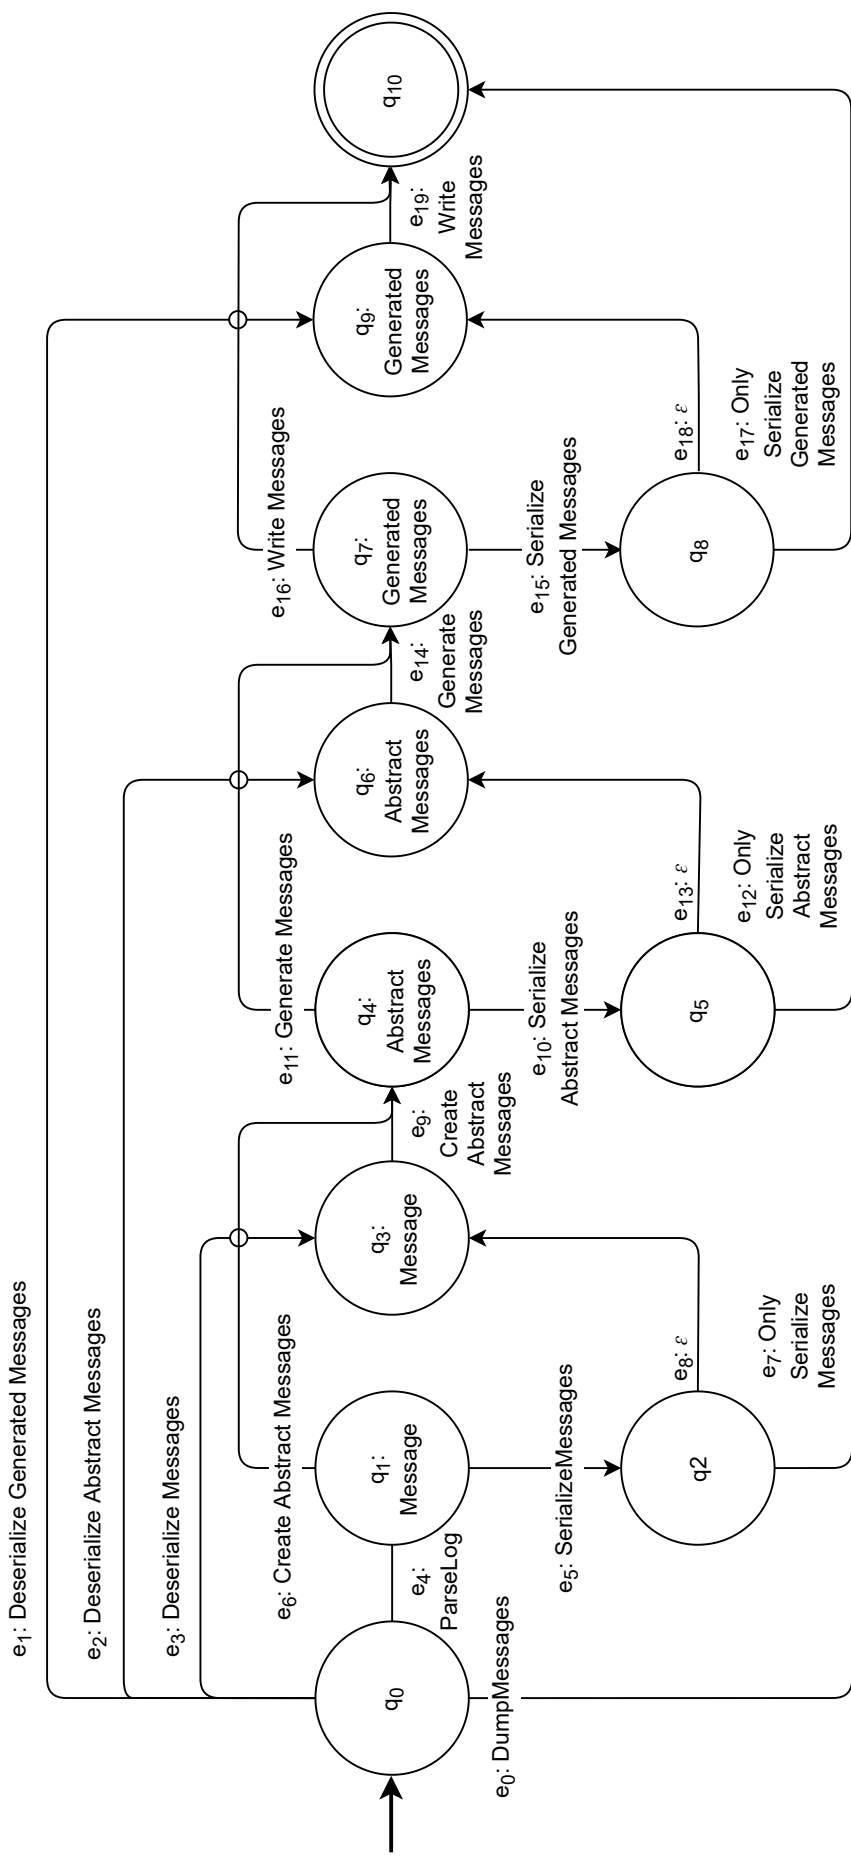 e1: Deserialize Generated Messages
e2: Deserialize Abstract Messages
e3: Deserialize Messages
e6: Create Abstract Messages
e11: Generate Messages
e16: Write Messages
q0
e4:
ParseLog
q1:
Message
q3:
Message
e9:
Create
Abstract
Messages
q4:
Abstract
Messages
q6:
Abstract
Messages
e14:
Generate
Messages
q7:
Generated
Messages
q9:
Generated
Messages
e19:
Write
Messages
q10
e0: DumpMessages
e5: SerializeMessages
e10: Serialize
Abstract Messages
e15: Serialize
Generated Messages
q2
e8: ε
q5
e13: ε
q8
e18: ε
e7: Only
Serialize
Messages
e12: Only
Serialize
Abstract
Messages
e17: Only
Serialize
Generated
Messages